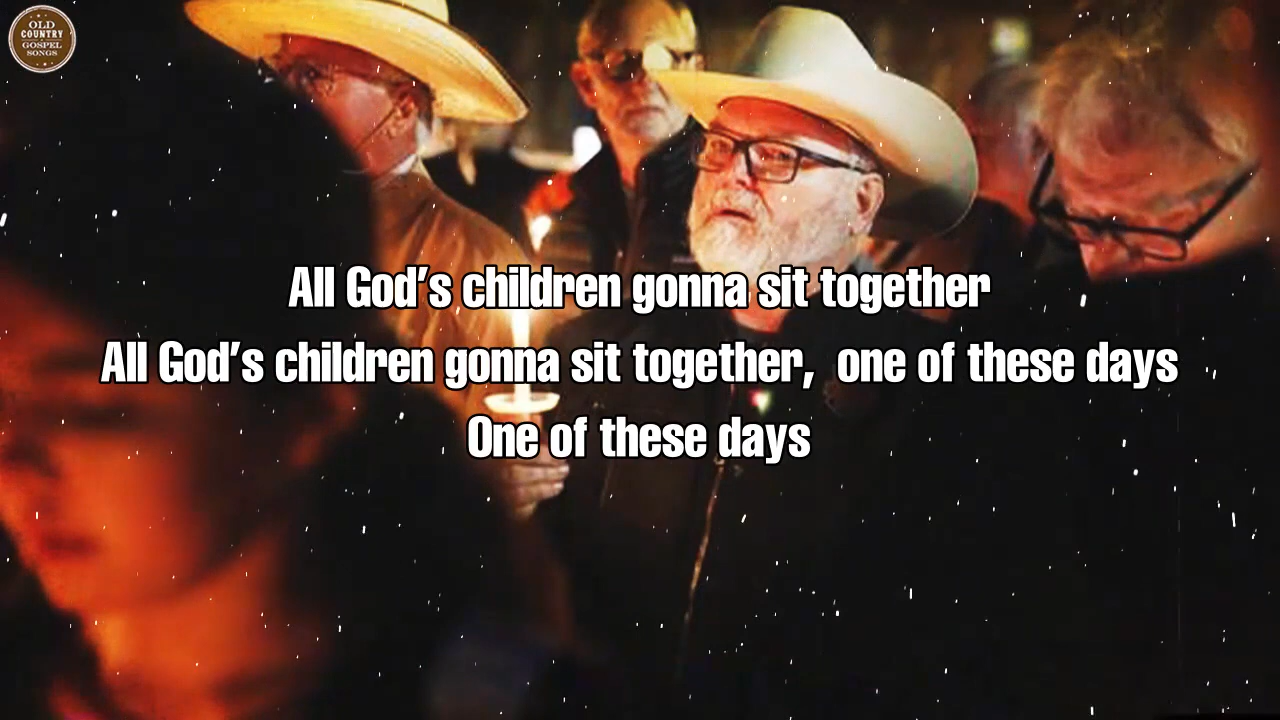 OLD
COUNTRY
GOSPEL
SONGS
All God's children gonna sit together
All God's children gonna sit together,  one of these days
One of these days